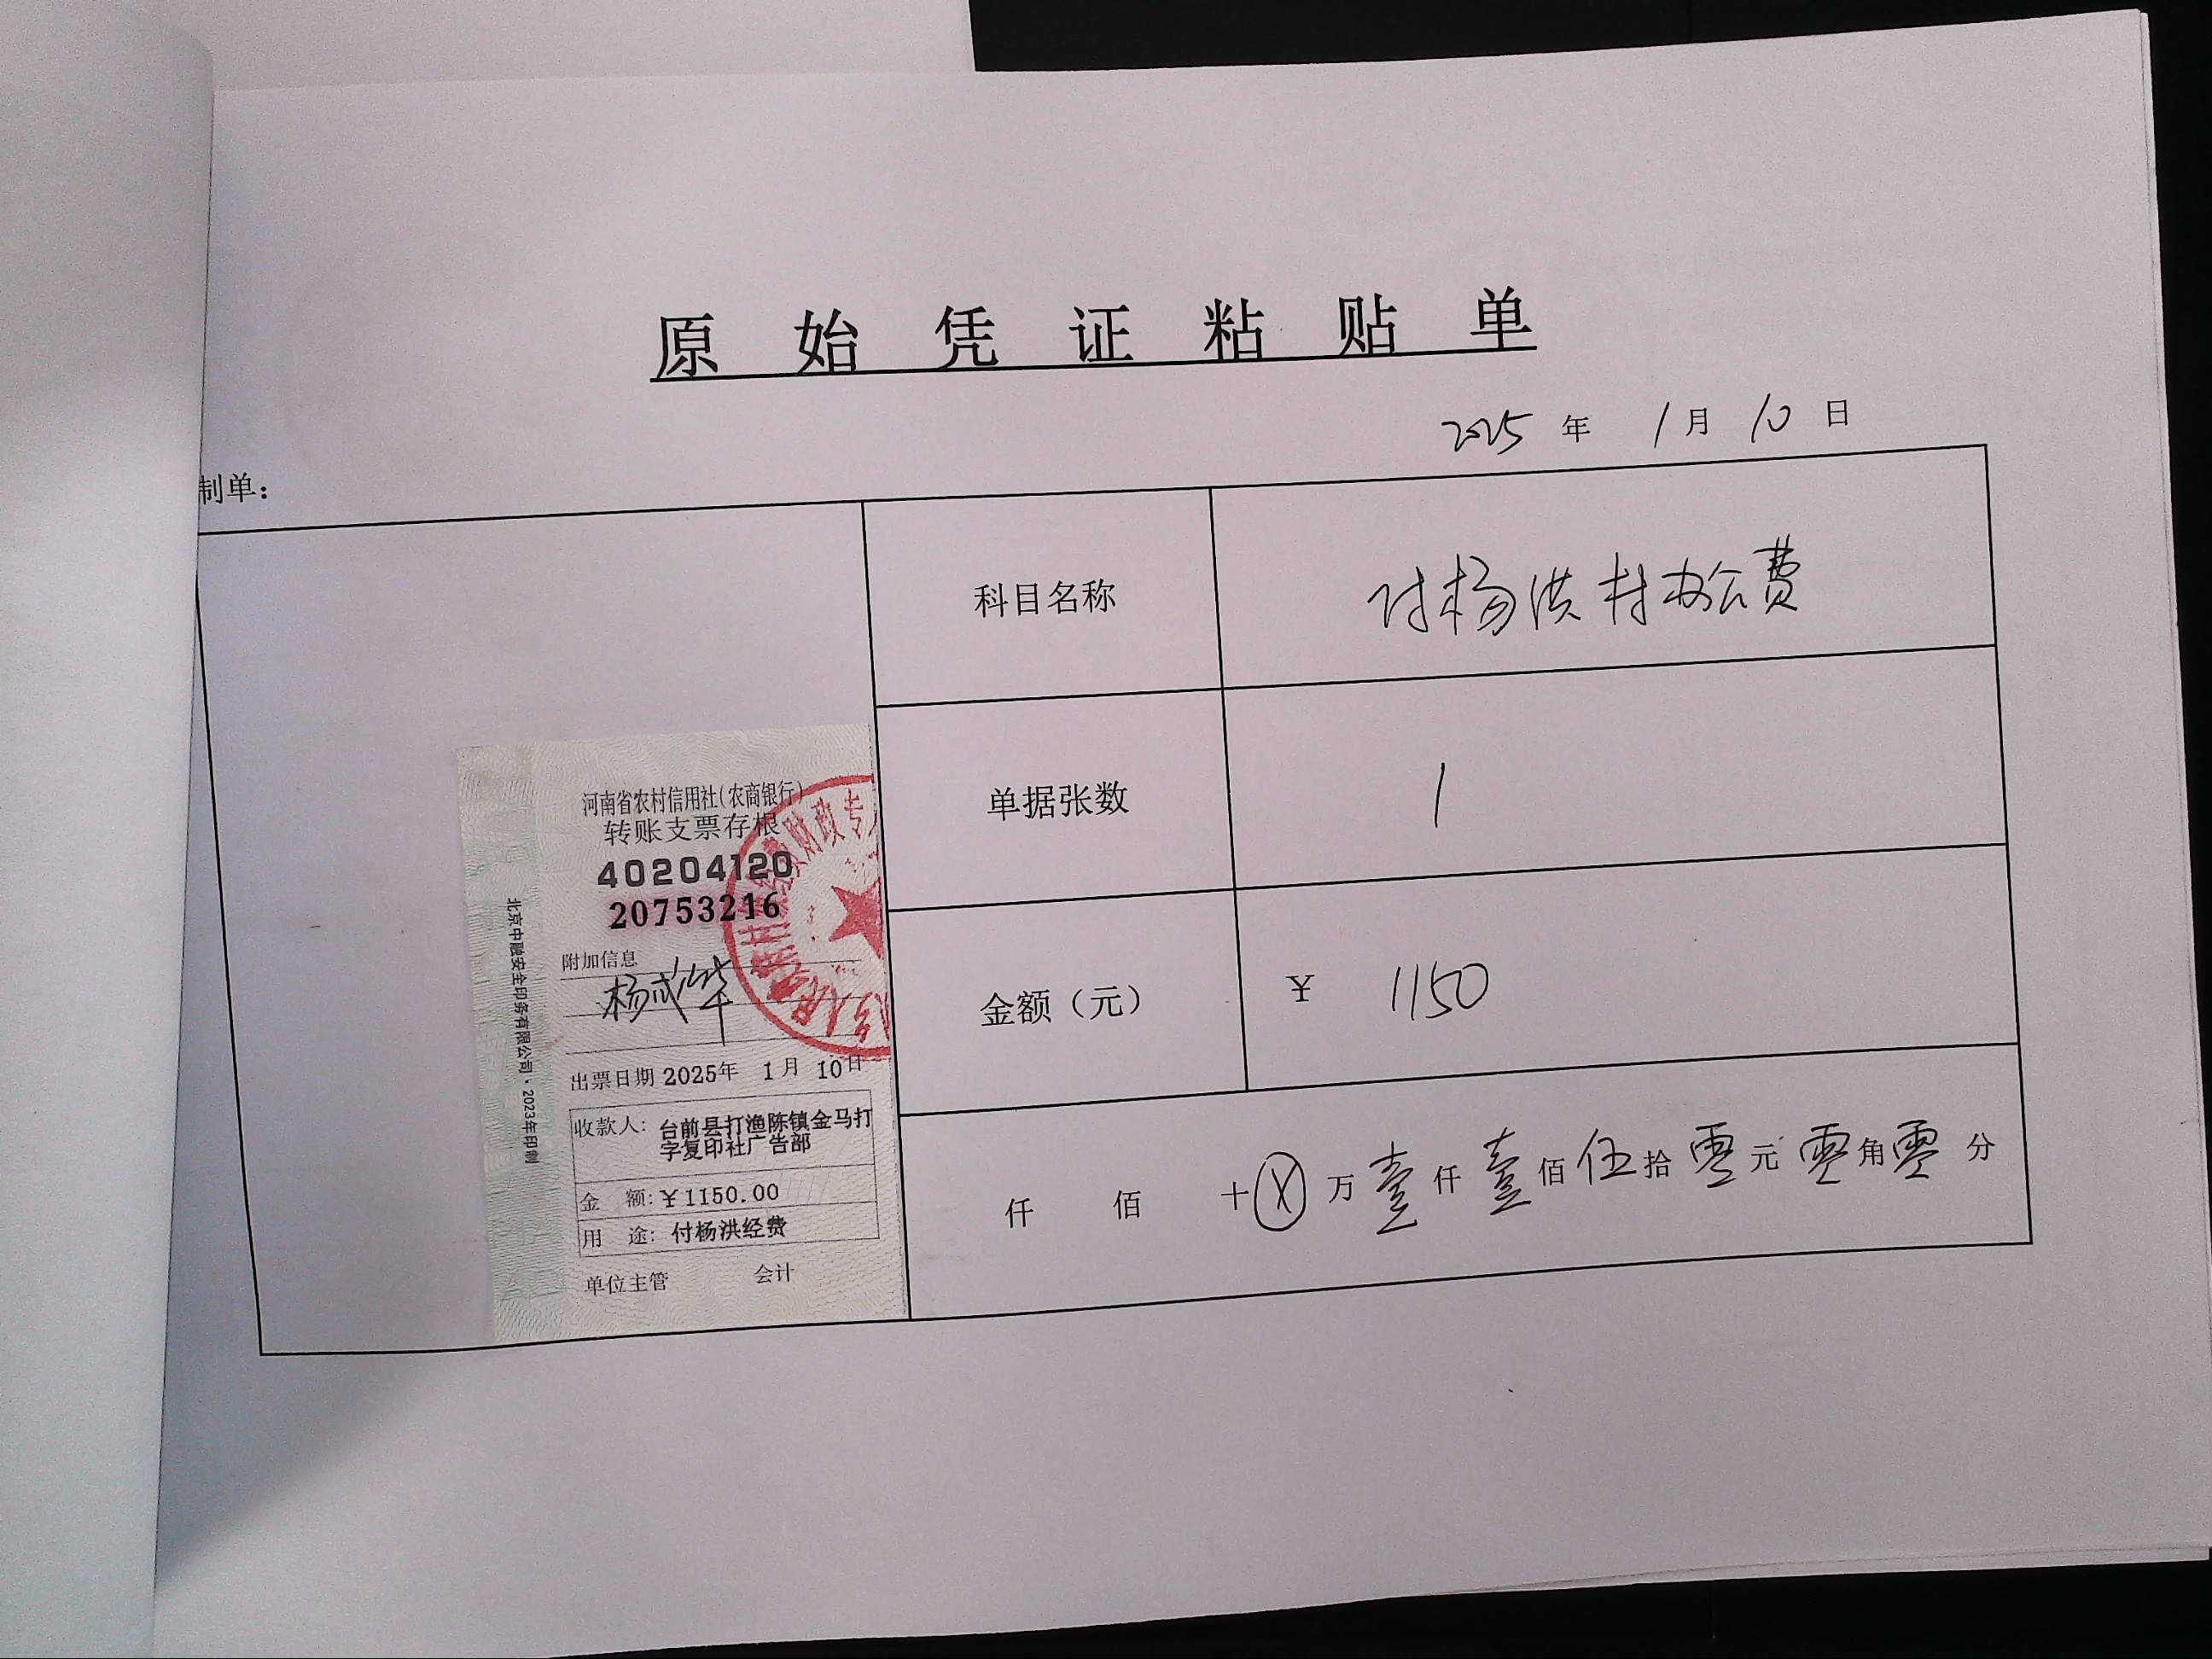 原始凭证粘贴单
2025年1月10日
制单:
科目名称 付杨洪村办公费
单据张数 1
金额（元） ¥ 1150
仟 佰 十ⓧ万壹仟壹佰伍拾零元零角零分
河南省农村信用社(农商银行)
转账支票存根
40204120
20753216
附加信息
杨成华
出票日期 2025年 1月 10日
收款人: 台前县打渔陈镇金马打
字复印社广告部
金 额: ¥1150.00
用 途: 付杨洪经费
单位主管 会计
北京中融安全印务有限公司·2023年印制